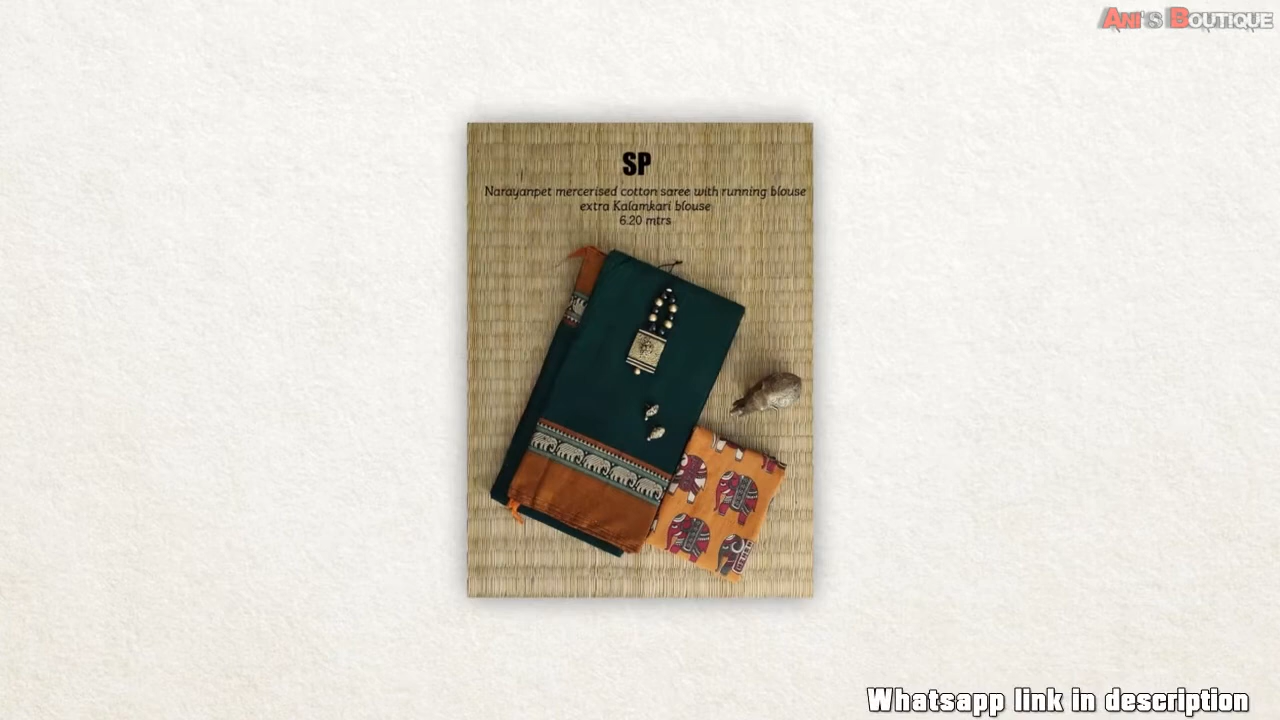 ANI'S BOUTIQUE
SP
Narayanpet mercerised cotton saree with running blouse
extra Kalamkari blouse
6.20 mtrs
Whatsapp link in description